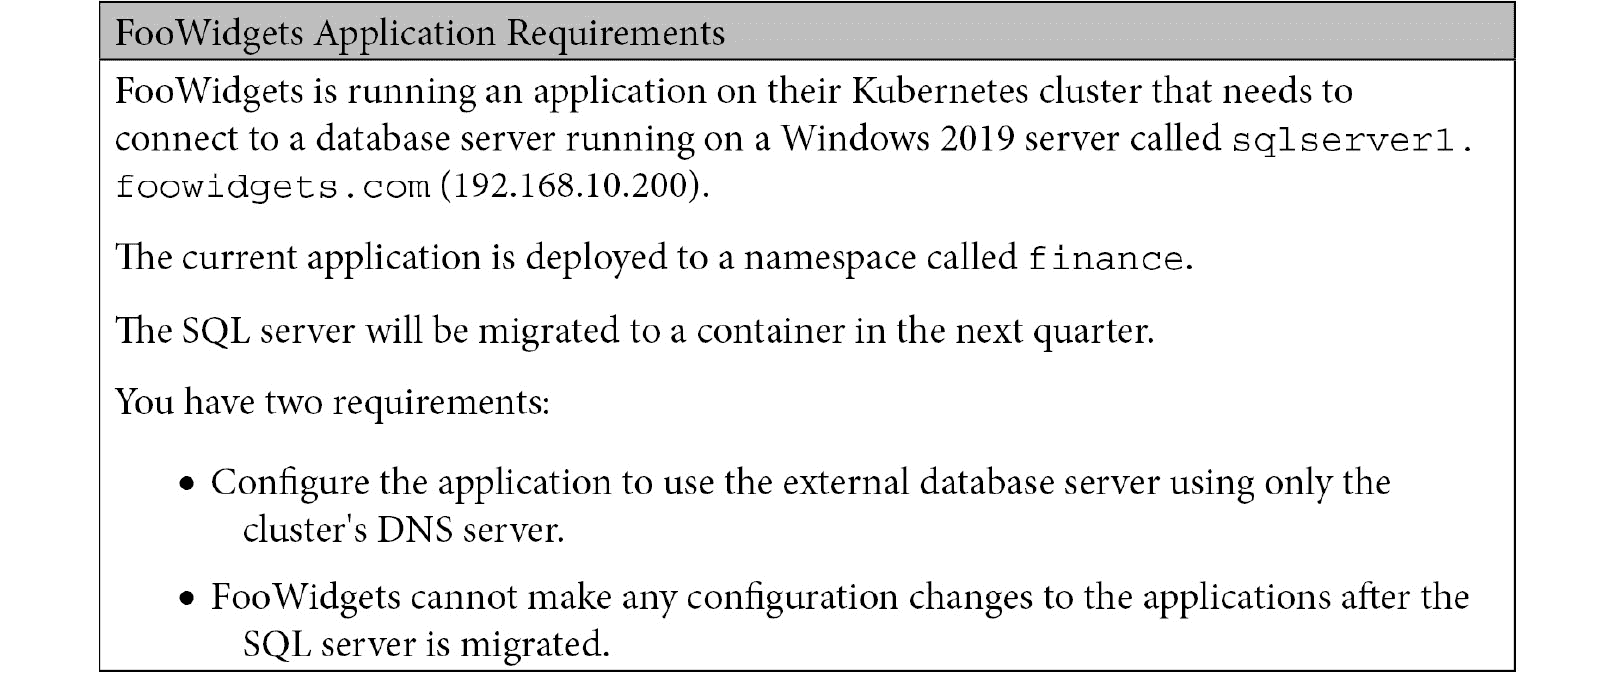 FooWidgets Application Requirements
FooWidgets is running an application on their Kubernetes cluster that needs to
connect to a database server running on a Windows 2019 server called sqlserver1.
foowidgets.com (192.168.10.200).
The current application is deployed to a namespace called finance.
The SQL server will be migrated to a container in the next quarter.
You have two requirements:
• Configure the application to use the external database server using only the
cluster's DNS server.
• FooWidgets cannot make any configuration changes to the applications after the
SQL server is migrated.